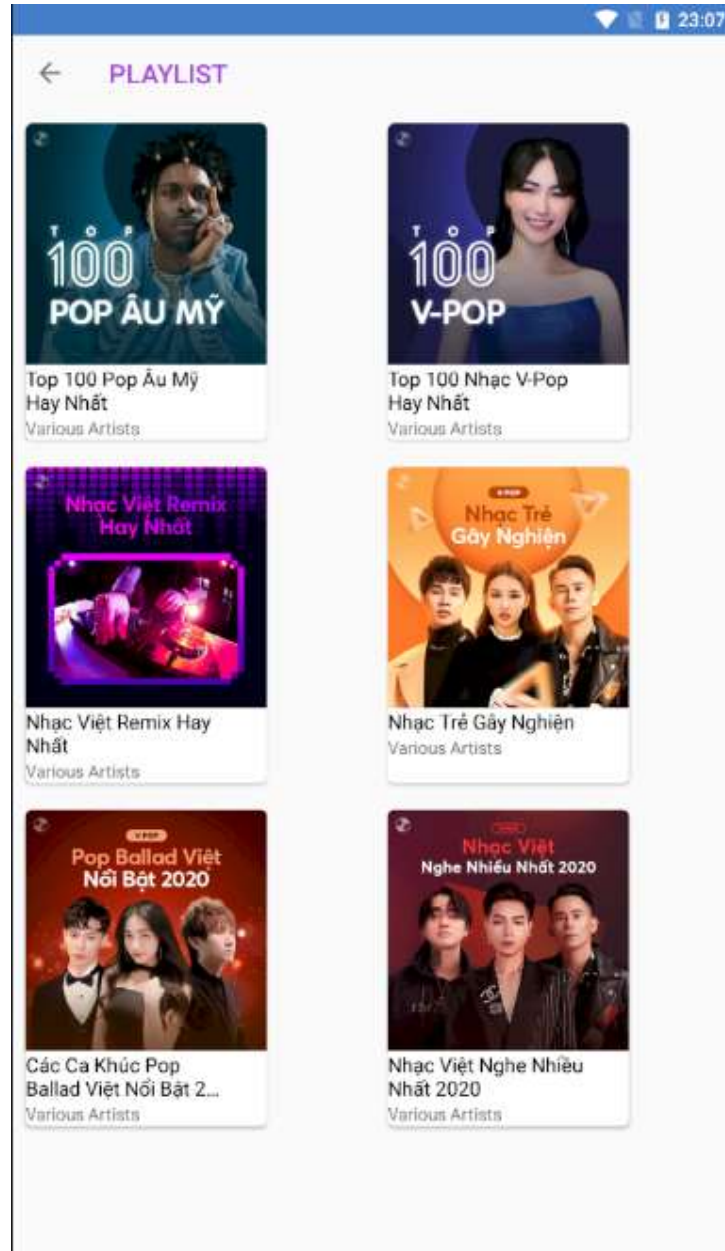 23:07
PLAYLIST
TOP
100
POP ÂU MỸ
Top 100 Pop Âu Mỹ
Hay Nhất
Various Artists
TOP
100
V-POP
Top 100 Nhạc V-Pop
Hay Nhất
Various Artists
Nhạc Việt Remix
Hay Nhất
Nhạc Việt Remix Hay
Nhất
Various Artists
V-POP
Nhạc Trẻ
Gây Nghiện
Nhạc Trẻ Gây Nghiện
Various Artists
V-POP
Pop Ballad Việt
Nổi Bật 2020
Các Ca Khúc Pop
Ballad Việt Nổi Bật 2...
Various Artists
Nhạc Việt
Nghe Nhiều Nhất 2020
Nhạc Việt Nghe Nhiều
Nhất 2020
Various Artists